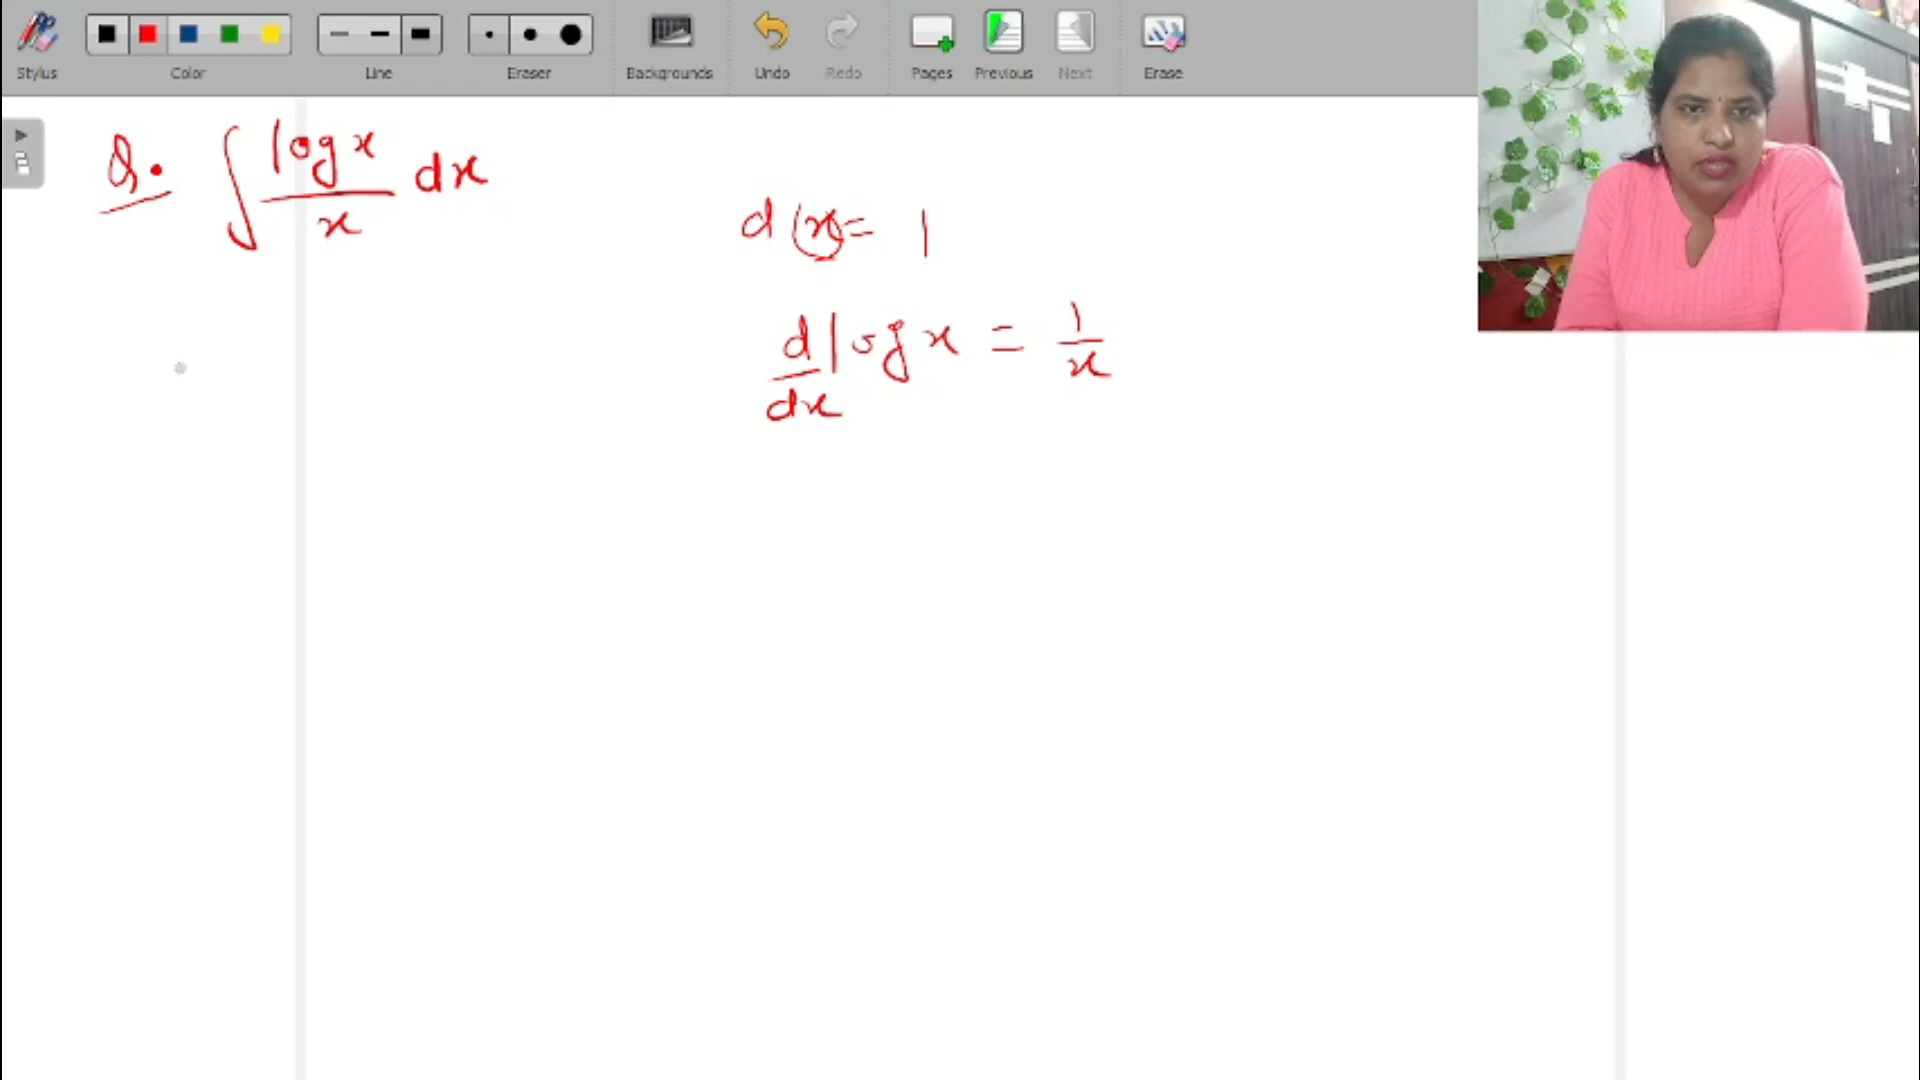 Stylus Color Line Eraser Backgrounds Undo Redo Pages Previous Next Erase
Q. ∫ log x / x dx
d (x) = 1
d/dx log x = 1/x